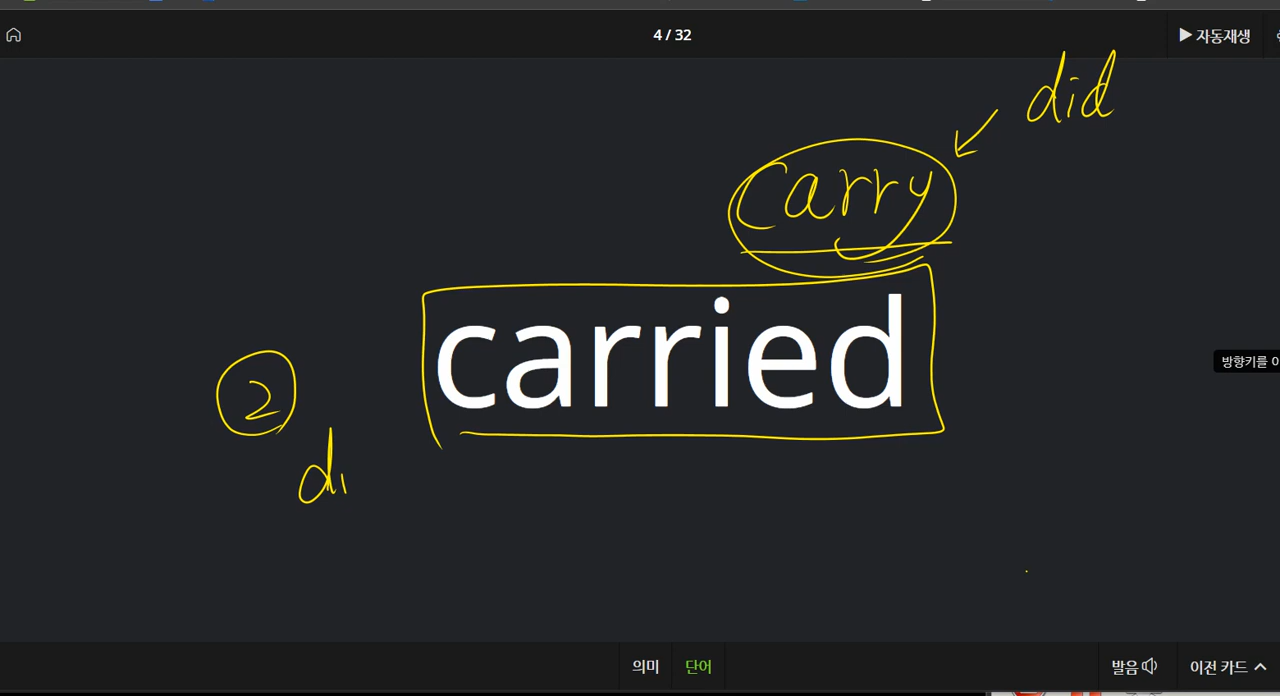 4 / 32
▶ 자동재생
did
carry
carried
방향키를
2
의미 단어 발음 이전 카드